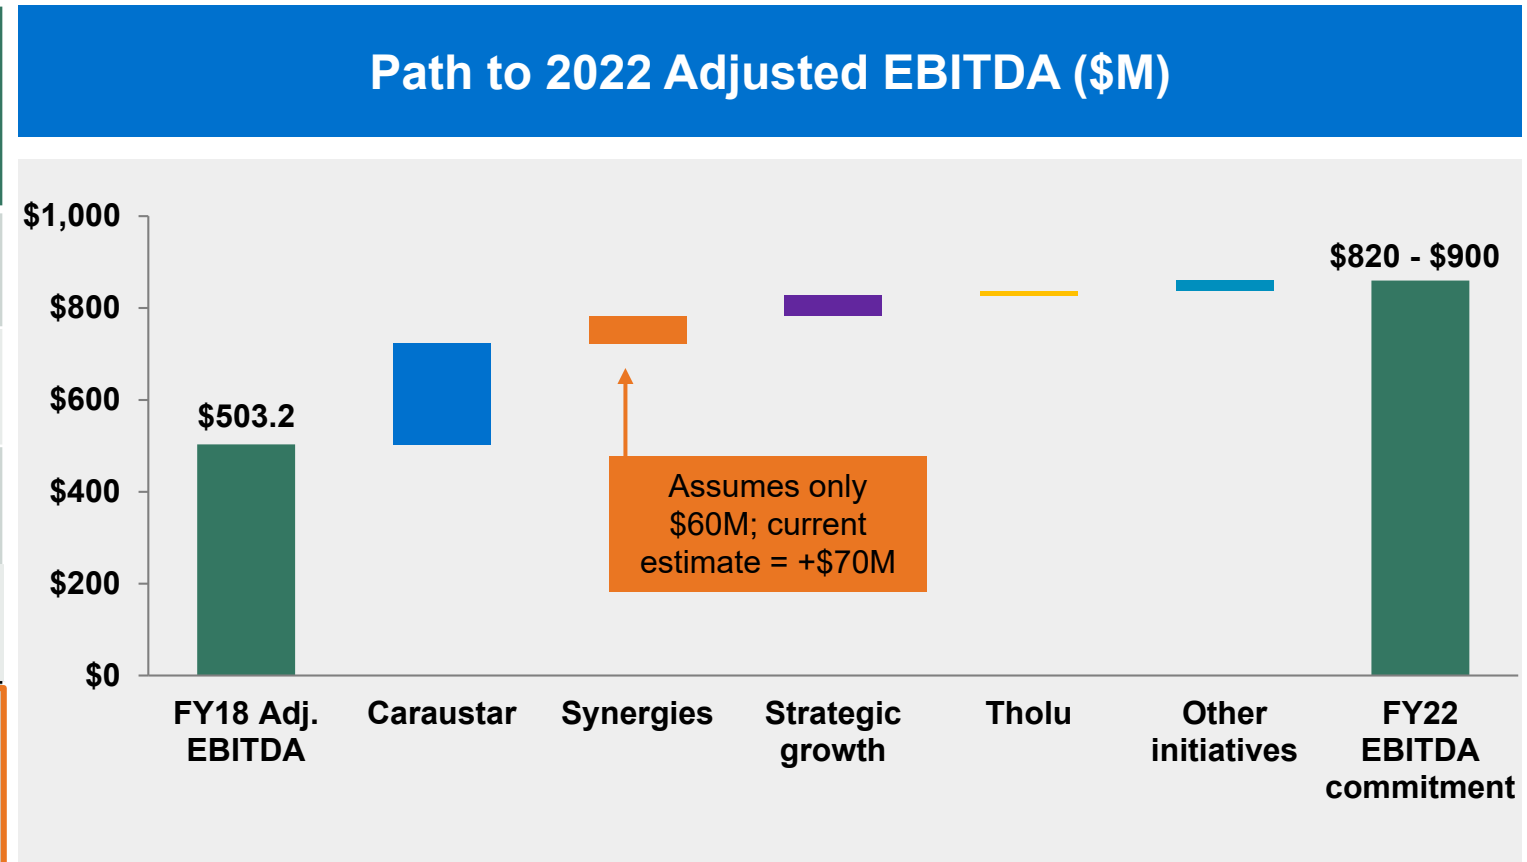 Path to 2022 Adjusted EBITDA ($M)
$1,000
$800
$600
$400
$200
$0
$503.2
$820 - $900
Assumes only
$60M; current
estimate = +$70M
FY18 Adj.
EBITDA
Caraustar
Synergies
Strategic
growth
Tholu
Other
initiatives
FY22
EBITDA
commitment